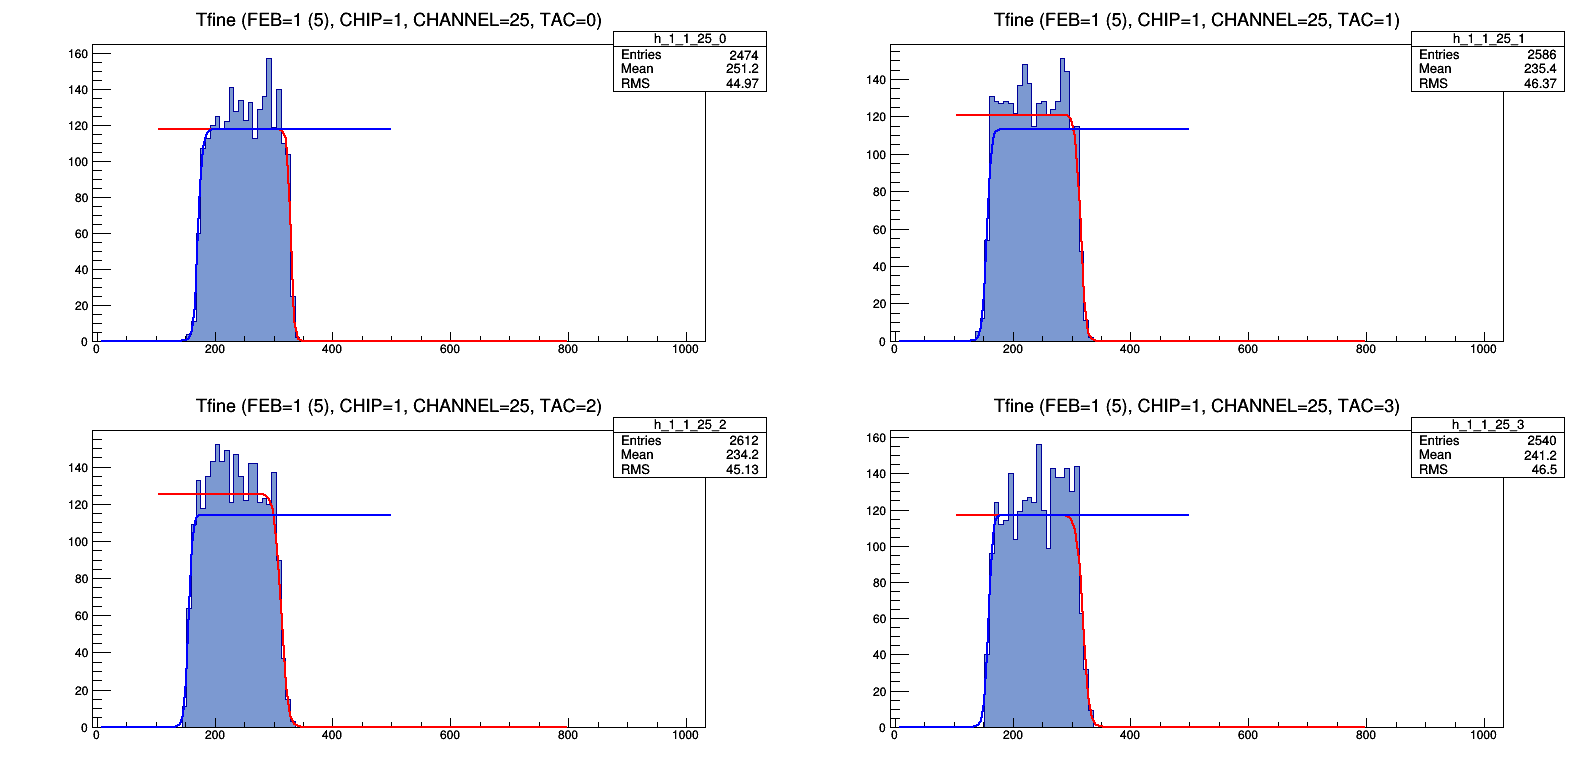 Tfine (FEB=1 (5), CHIP=1, CHANNEL=25, TAC=0)
h_1_1_25_0
Entries 2474
Mean 251.2
RMS 44.97
160
140
120
100
80
60
40
20
0
0 200 400 600 800 1000
Tfine (FEB=1 (5), CHIP=1, CHANNEL=25, TAC=1)
h_1_1_25_1
Entries 2586
Mean 235.4
RMS 46.37
140
120
100
80
60
40
20
0
0 200 400 600 800 1000
Tfine (FEB=1 (5), CHIP=1, CHANNEL=25, TAC=2)
h_1_1_25_2
Entries 2612
Mean 234.2
RMS 45.13
140
120
100
80
60
40
20
0
0 200 400 600 800 1000
Tfine (FEB=1 (5), CHIP=1, CHANNEL=25, TAC=3)
h_1_1_25_3
Entries 2540
Mean 241.2
RMS 46.5
160
140
120
100
80
60
40
20
0
0 200 400 600 800 1000